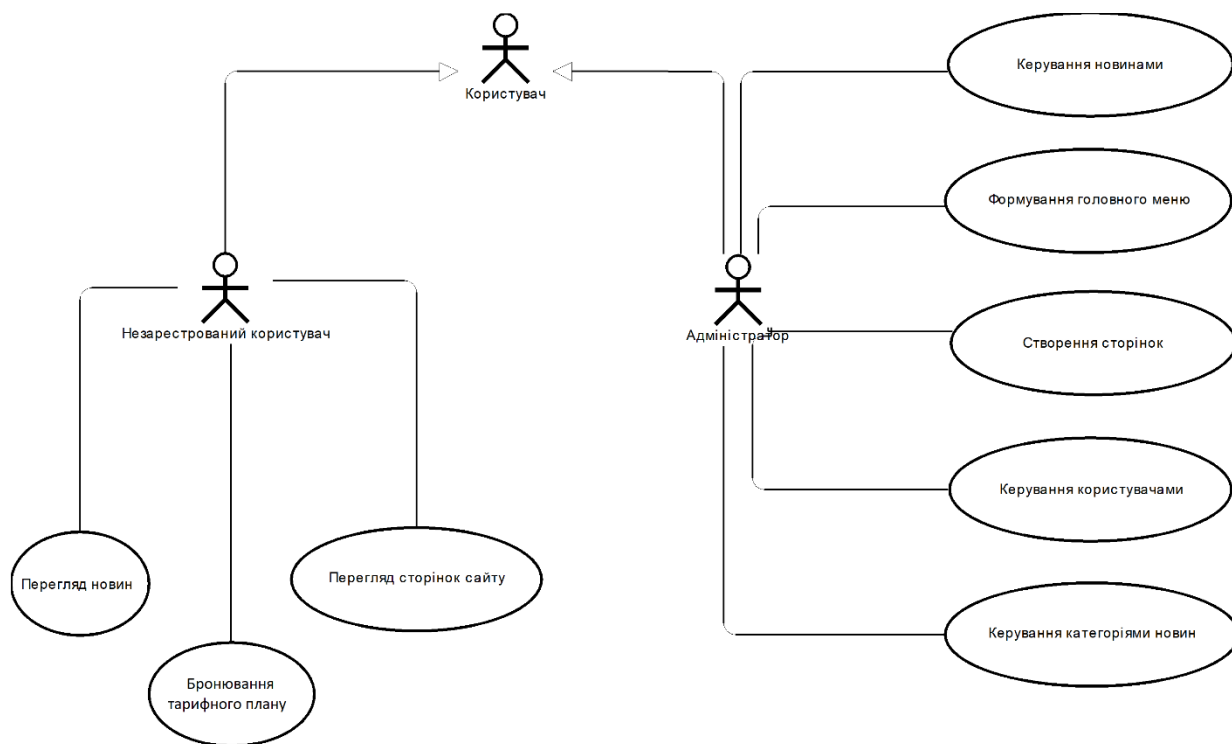 Користувач
Керування новинами
Формування головного меню
Незарестрований користувач
Адміністратор
Створення сторінок
Керування користувачами
Перегляд новин
Перегляд сторінок сайту
Керування категоріями новин
Бронювання
тарифного плану